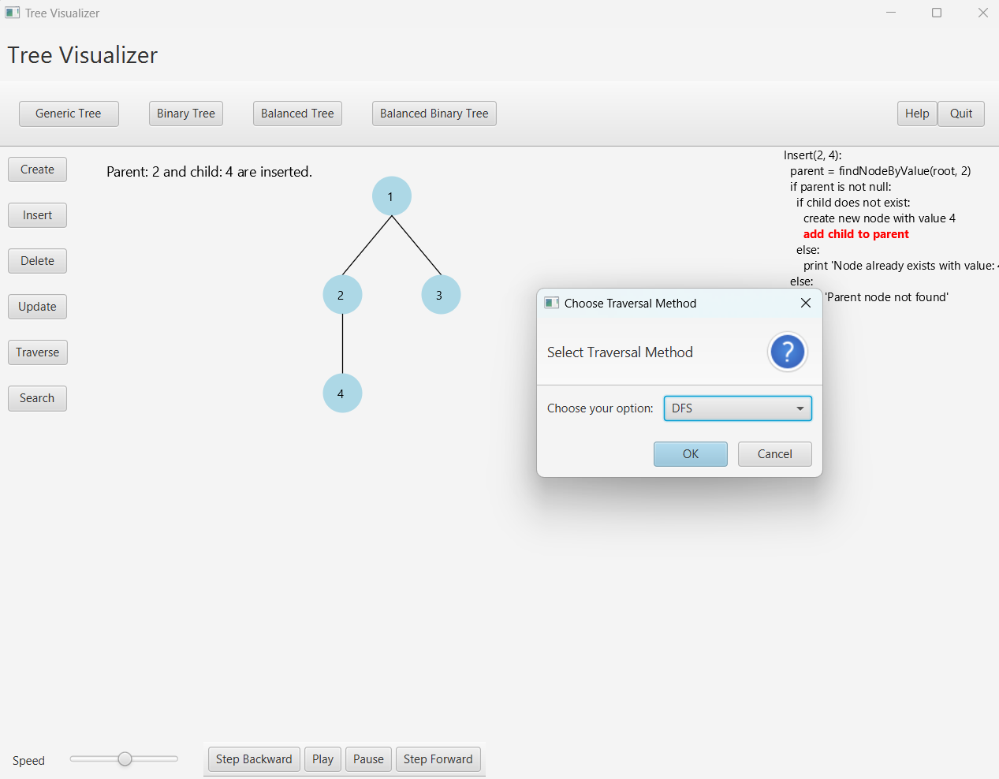 Tree Visualizer
Tree Visualizer
Generic Tree
Binary Tree
Balanced Tree
Balanced Binary Tree
Help
Quit
Create
Insert
Delete
Update
Traverse
Search
Parent: 2 and child: 4 are inserted.
1
2
3
4
Insert(2, 4):
parent = findNodeByValue(root, 2)
if parent is not null:
if child does not exist:
create new node with value 4
add child to parent
else:
print 'Node already exists with value:
else:
'Parent node not found'
Choose Traversal Method
Select Traversal Method
?
Choose your option:
DFS
OK
Cancel
Speed
Step Backward
Play
Pause
Step Forward